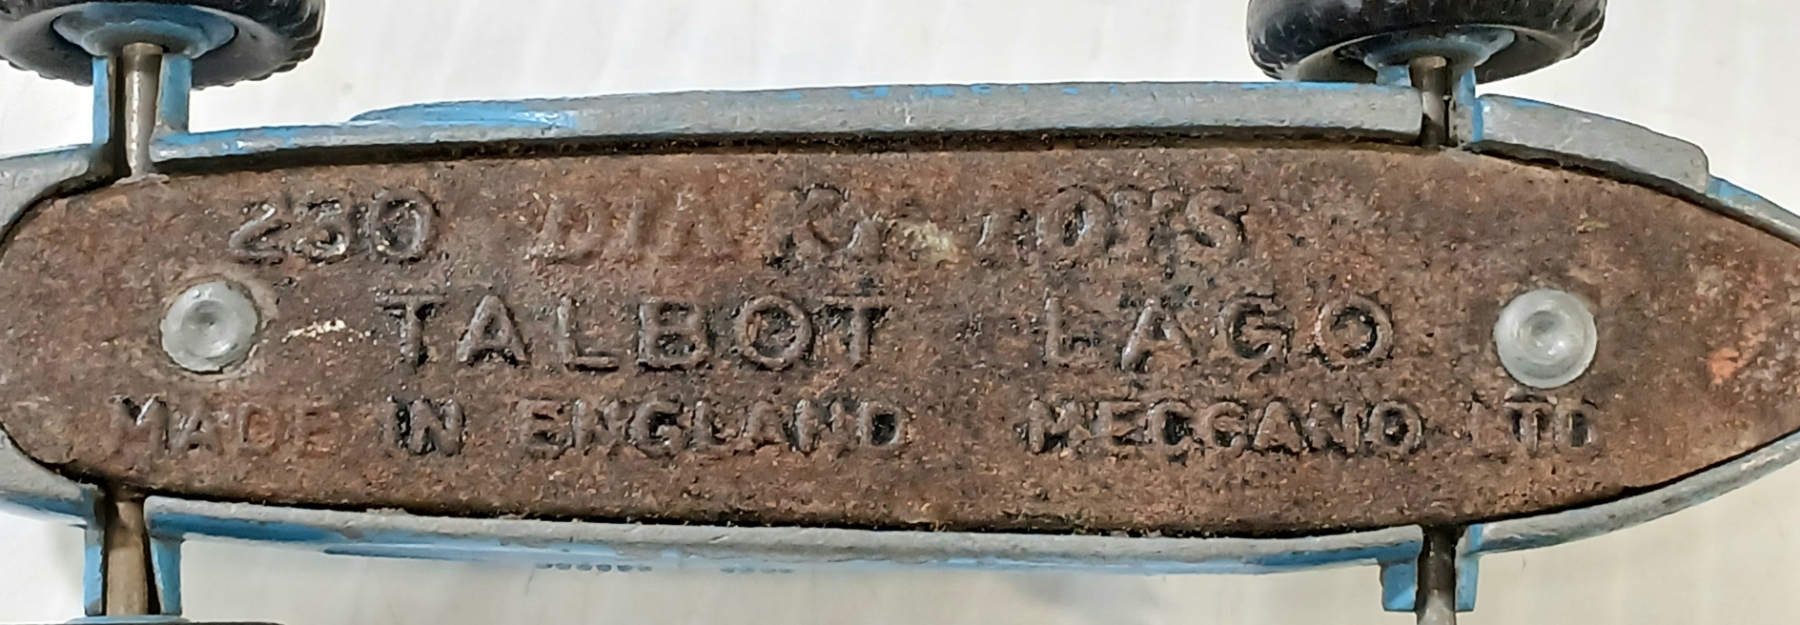 230 DINKY TOYS
TALBOT LAGO
MADE IN ENGLAND MECCANO LTD